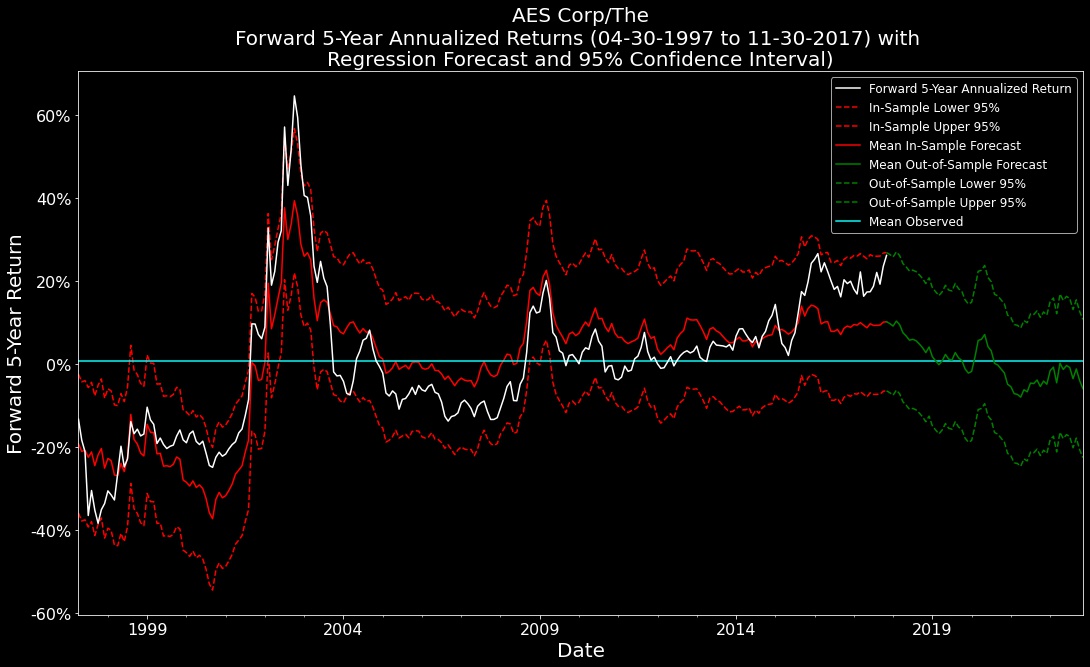 AES Corp/The
Forward 5-Year Annualized Returns (04-30-1997 to 11-30-2017) with
Regression Forecast and 95% Confidence Interval)
Forward 5-Year Annualized Return
In-Sample Lower 95%
In-Sample Upper 95%
Mean In-Sample Forecast
Mean Out-of-Sample Forecast
Out-of-Sample Lower 95%
Out-of-Sample Upper 95%
Mean Observed
Forward 5-Year Return
60%
40%
20%
0%
-20%
-40%
-60%
1999
2004
2009
2014
2019
Date